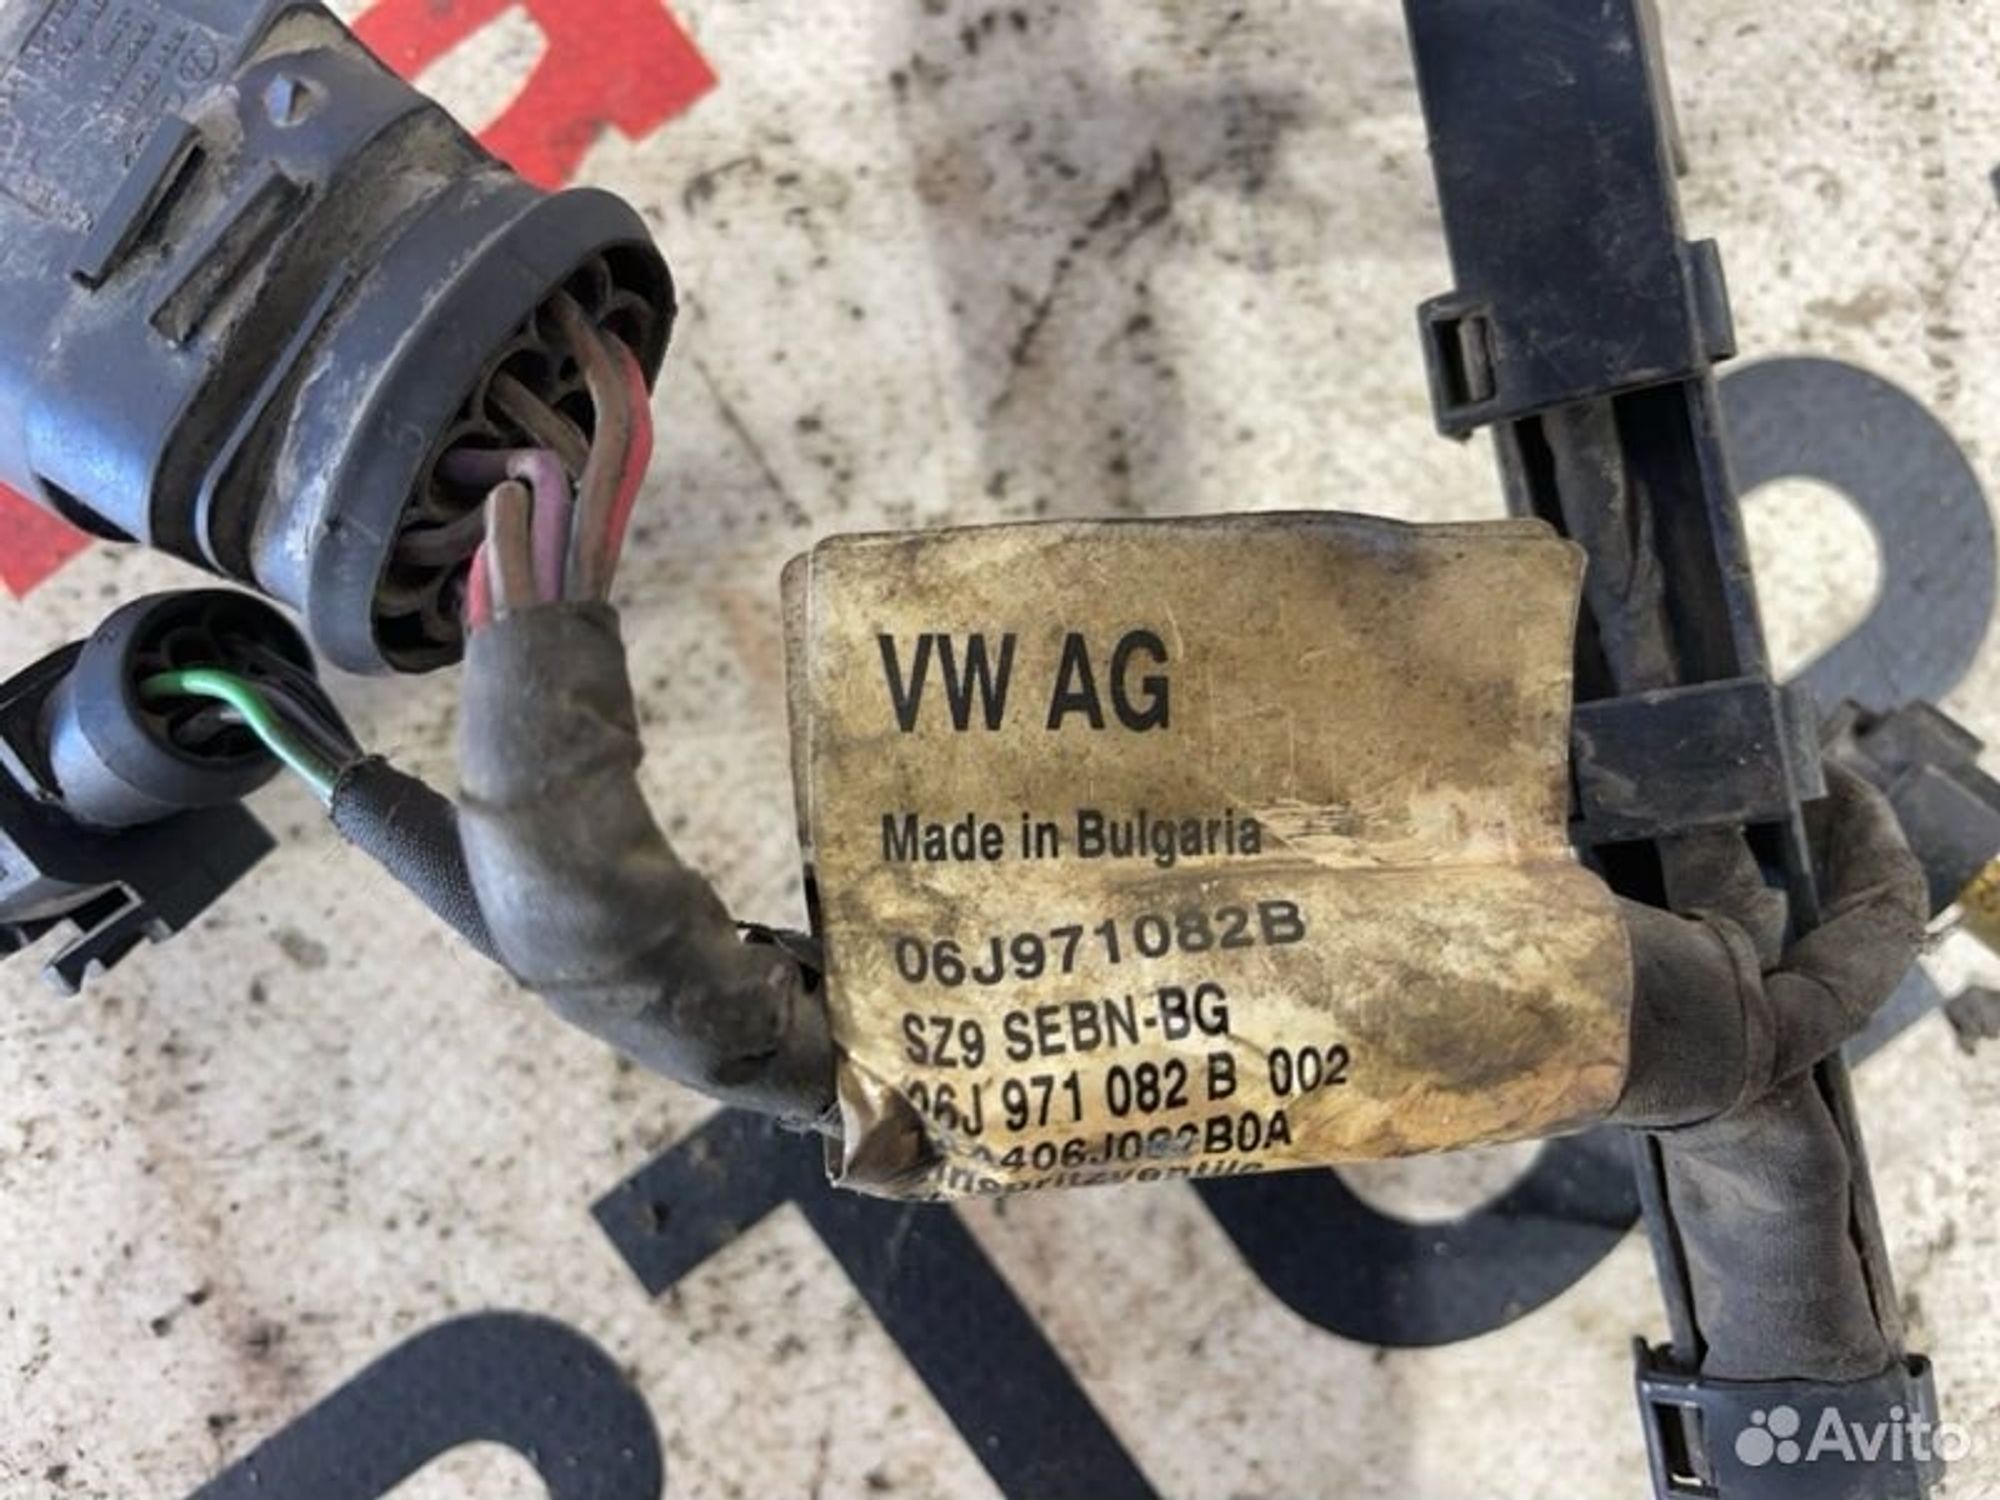 VW AG
Made in Bulgaria
06J971082B
SZ9 SEBN-BG
06J 971 082 B 002
Avito